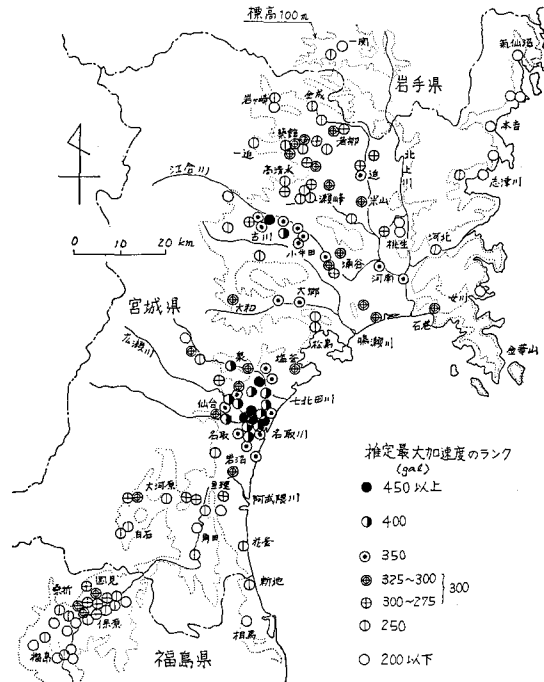 標高100m
一関
気仙沼
岩手県
岩ヶ崎
金成
本吉
築館
若柳
一迫
北上川
高清水
迫
志津川
江合川
瀬峰
米山
古川
桃生
河北
小牛田
涌谷
河南
0 10 20 km
大郷
女川
大和
石巻
宮城県
松島
鳴瀬川
金華山
広瀬川
泉
塩釜
七北田川
仙台
名取
名取川
推定最大加速度のランク
(gal)
岩沼
450以上
大河原
亘理
阿武隈川
400
白石
角田
350
荘金
325~300
300
桑折
国見
新地
300~275
保原
250
相馬
福島
200以下
福島県